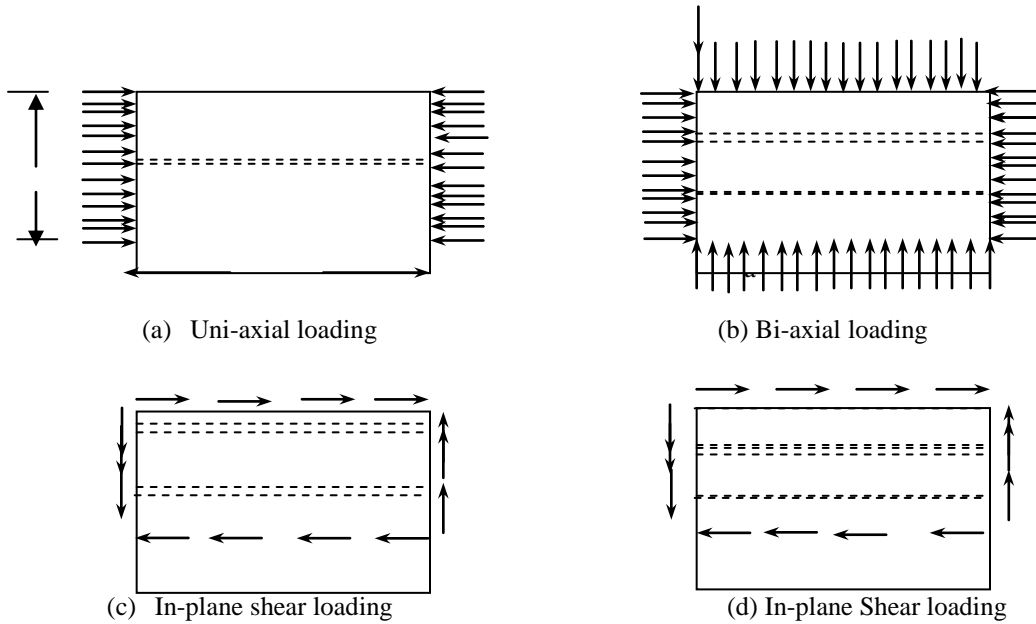 (a) Uni-axial loading
(b) Bi-axial loading
(c) In-plane shear loading
(d) In-plane Shear loading